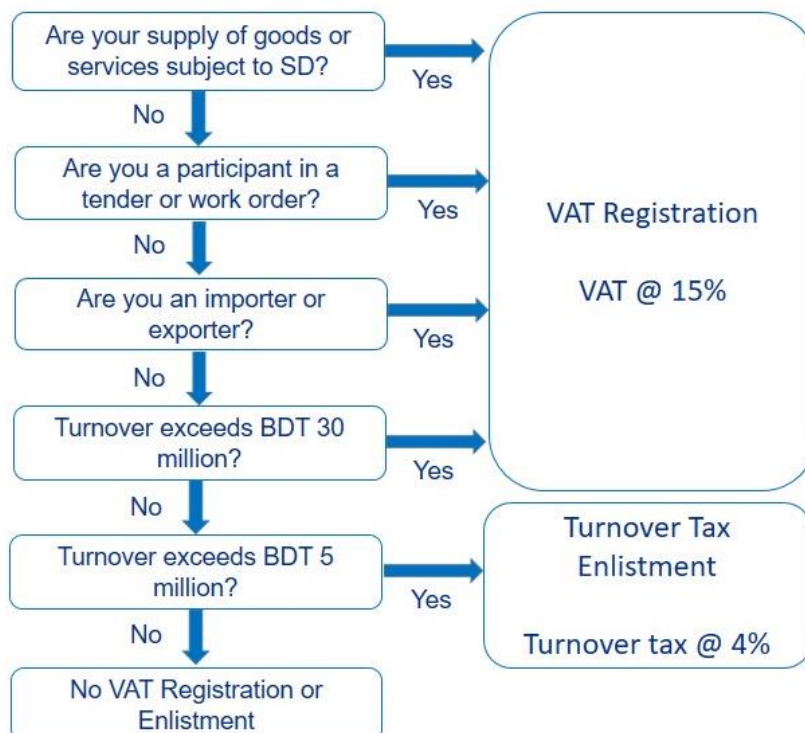 Are your supply of goods or
services subject to SD?
Yes
No
Are you a participant in a
tender or work order?
Yes
No
Are you an importer or
exporter?
Yes
No
Turnover exceeds BDT 30
million?
Yes
No
VAT Registration
VAT @ 15%
Turnover exceeds BDT 5
million?
Yes
No
Turnover Tax
Enlistment
Turnover tax @ 4%
No VAT Registration or
Enlistment